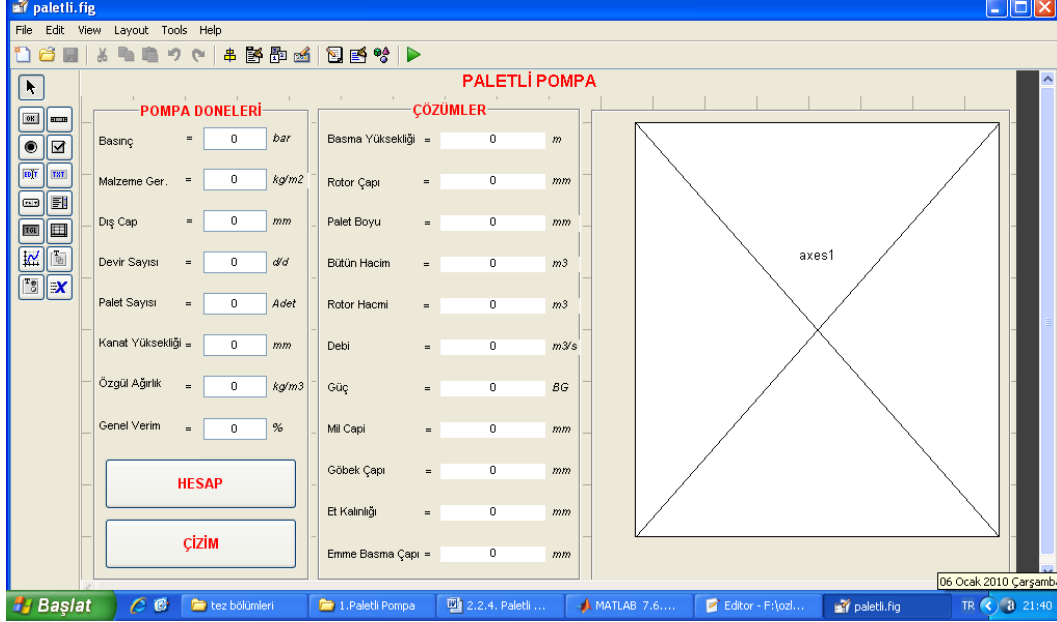 paletli.fig
File Edit View Layout Tools Help
PALETLİ POMPA
POMPA DONELERİ
Basınç = 0 bar
Malzeme Ger. = 0 kg/m2
Dış Cap = 0 mm
Devir Sayısı = 0 d/d
Palet Sayısı = 0 Adet
Kanat Yüksekliği = 0 mm
Özgül Ağırlık = 0 kg/m3
Genel Verim = 0 %
HESAP
ÇİZİM
ÇÖZÜMLER
Basma Yüksekliği = 0 m
Rotor Çapı = 0 mm
Palet Boyu = 0 mm
Bütün Hacim = 0 m3
Rotor Hacmi = 0 m3
Debi = 0 m3/s
Güç = 0 BG
Mil Capi = 0 mm
Göbek Çapı = 0 mm
Et Kalınlığı = 0 mm
Emme Basma Çapı = 0 mm
axes1
OK
EDIT TXT
TGL
06 Ocak 2010 Çarşamba
Başlat
tez bölümleri
1.Paletli Pompa
2.2.4. Paletli ...
MATLAB 7.6....
Editor - F:\ozl...
paletli.fig
TR
21:40